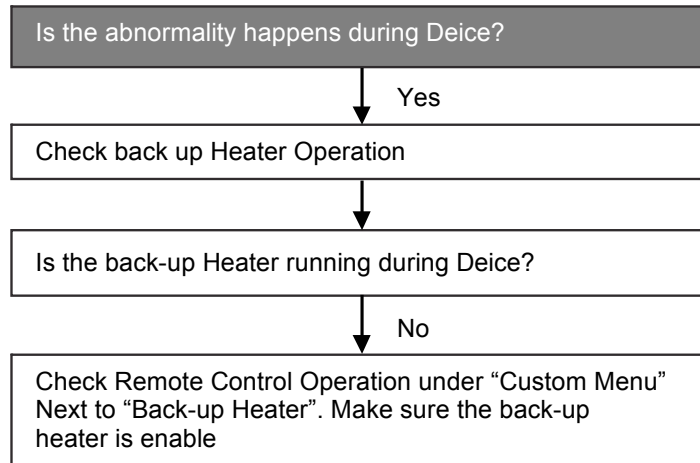 Is the abnormality happens during Deice?
Yes
Check back up Heater Operation
Is the back-up Heater running during Deice?
No
Check Remote Control Operation under “Custom Menu”
Next to “Back-up Heater”. Make sure the back-up
heater is enable